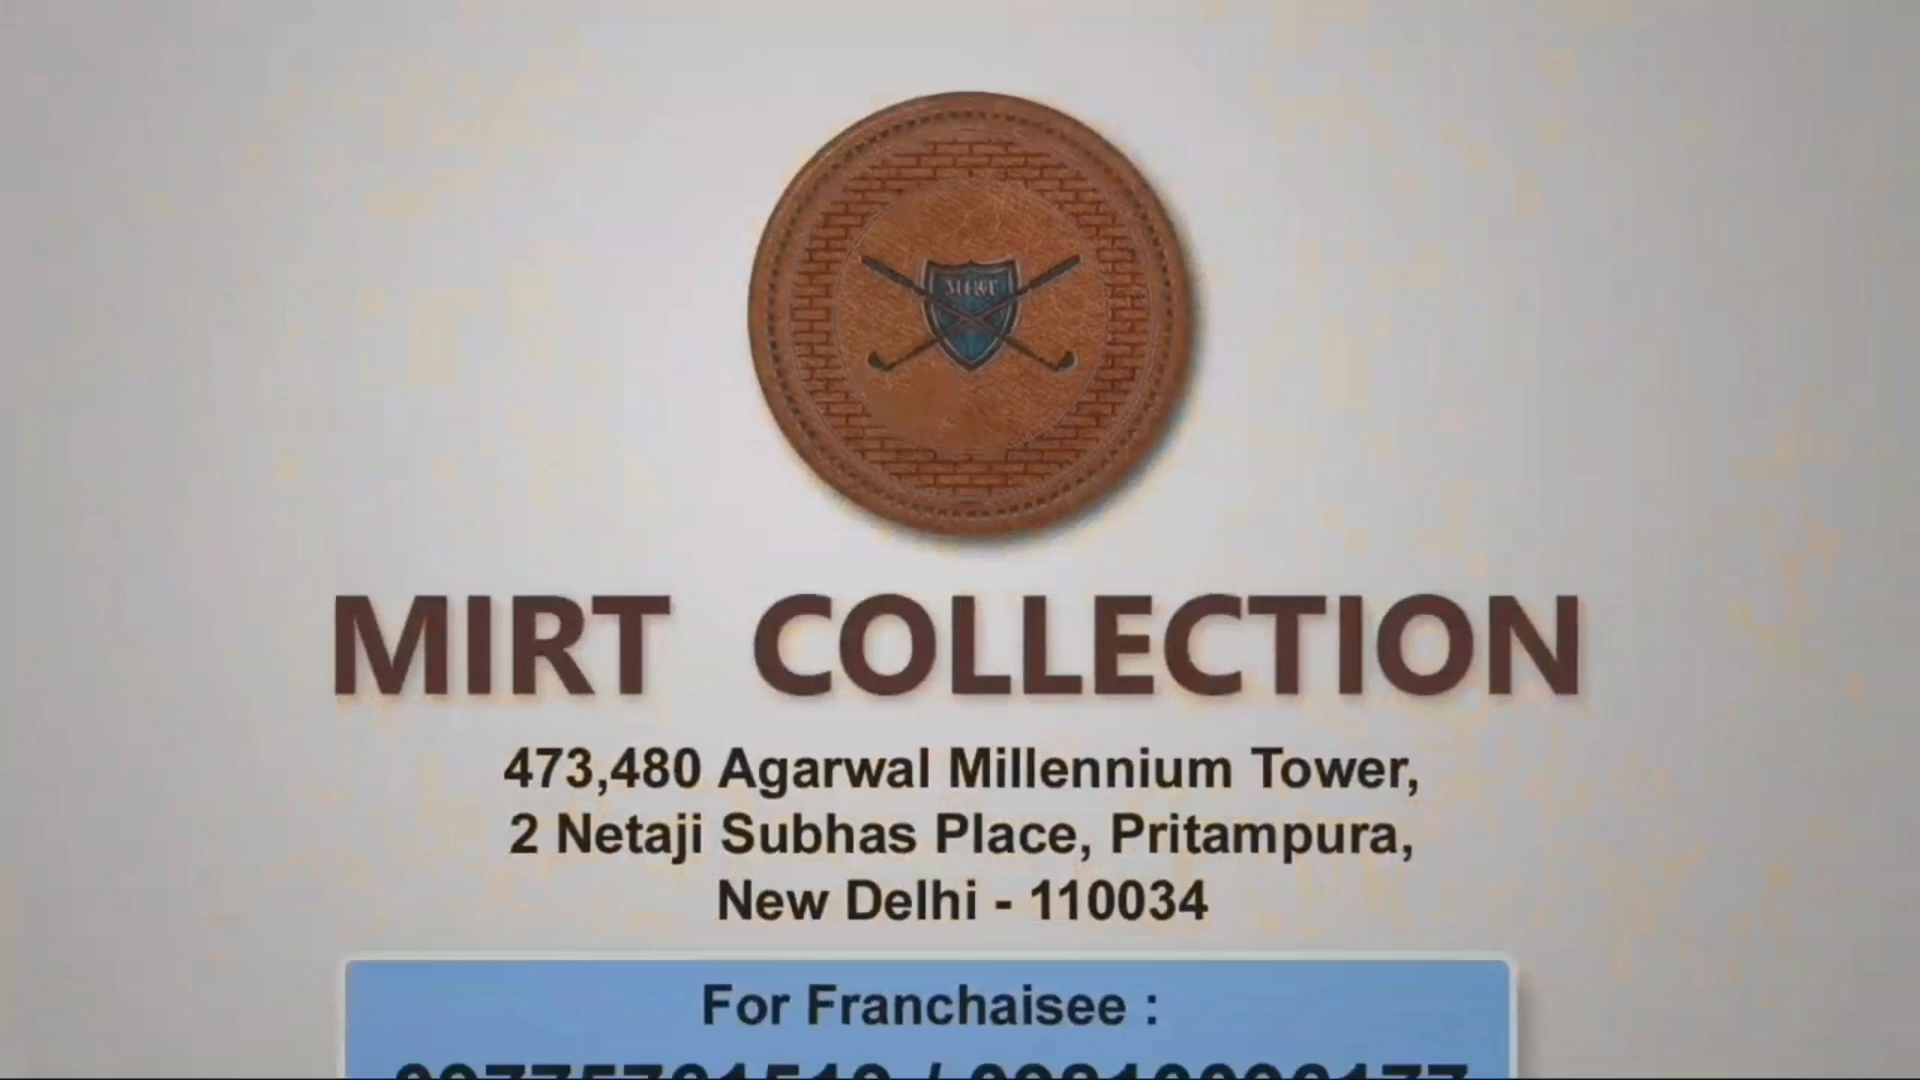 MIRT COLLECTION
473,480 Agarwal Millennium Tower,
2 Netaji Subhas Place, Pritampura,
New Delhi - 110034
For Franchaisee :